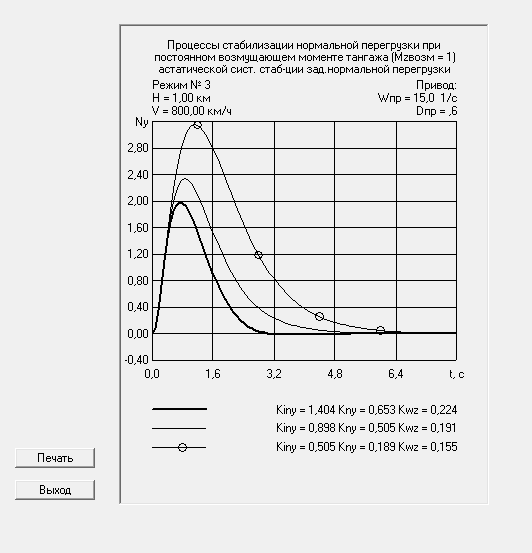 Процессы стабилизации нормальной перегрузки при
постоянном возмущающем моменте тангажа (Мzвозм = 1)
астатической сист. стаб-ции зад.нормальной перегрузки
Режим № 3
Привод:
H = 1,00 км
Wпр = 15,0 1/с
V = 800,00 км/ч
Dпр = ,6
Ny
2,80
2,40
2,00
1,60
1,20
0,80
0,40
0,00
-0,40
0,0 1,6 3,2 4,8 6,4 t, с
Kiny = 1,404 Kny = 0,653 Kwz = 0,224
Kiny = 0,898 Kny = 0,505 Kwz = 0,191
Kiny = 0,505 Kny = 0,189 Kwz = 0,155
Печать
Выход